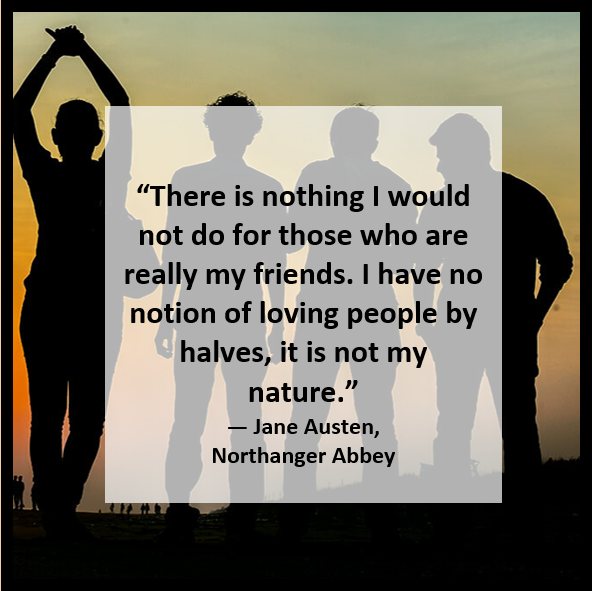 “There is nothing I would
not do for those who are
really my friends. I have no
notion of loving people by
halves, it is not my
nature.”
— Jane Austen,
Northanger Abbey